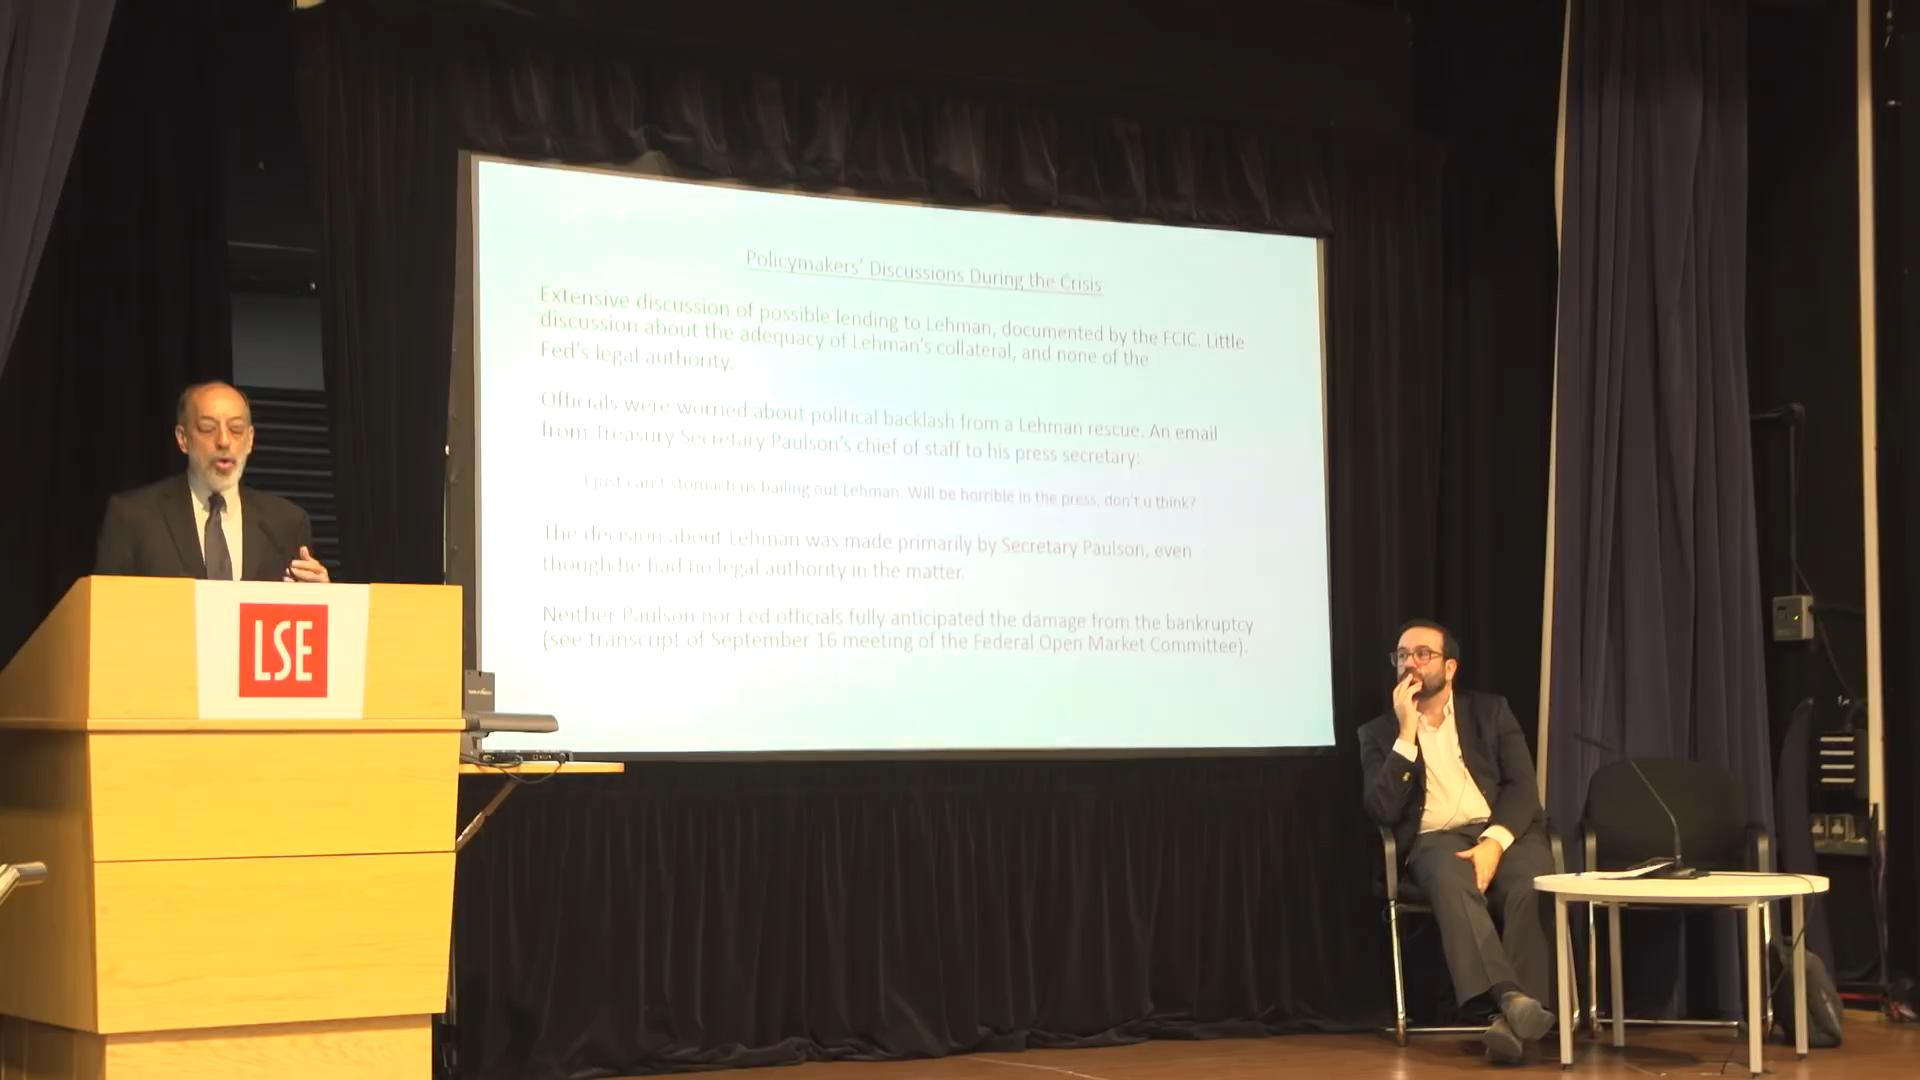 Policymakers' Discussions During the Crisis
Extensive discussion of possible lending to Lehman, documented by the FCIC. Little
discussion about the adequacy of Lehman's collateral, and none of the
Fed's legal authority.
Officials were worried about political backlash from a Lehman rescue. An email
from Treasury Secretary Paulson's chief of staff to his press secretary:
I just can't stomach us bailing out Lehman. Will be horrible in the press, don't u think?
The decision about Lehman was made primarily by Secretary Paulson, even
though he had no legal authority in the matter.
Neither Paulson nor Fed officials fully anticipated the damage from the bankruptcy
(see transcript of September 16 meeting of the Federal Open Market Committee).
LSE